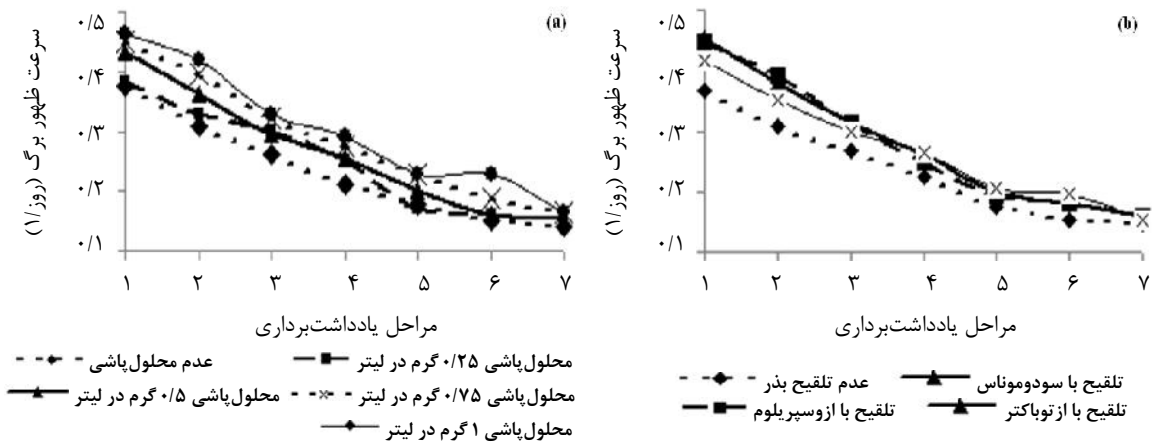 (a)
سرعت ظهور برگ (روز/۱)
۰/۵
۰/۴
۰/۳
۰/۲
۰/۱
۱ ۲ ۳ ۴ ۵ ۶ ۷
مراحل یادداشت‌برداری
عدم محلول‌پاشی
محلول‌پاشی ۰/۲۵ گرم در لیتر
محلول‌پاشی ۰/۵ گرم در لیتر
محلول‌پاشی ۰/۷۵ گرم در لیتر
محلول‌پاشی ۱ گرم در لیتر
(b)
سرعت ظهور برگ (روز/۱)
۰/۵
۰/۴
۰/۳
۰/۲
۰/۱
۱ ۲ ۳ ۴ ۵ ۶ ۷
مراحل یادداشت‌برداری
عدم تلقیح بذر
تلقیح با سودوموناس
تلقیح با ازوسپریلوم
تلقیح با ازتوباکتر